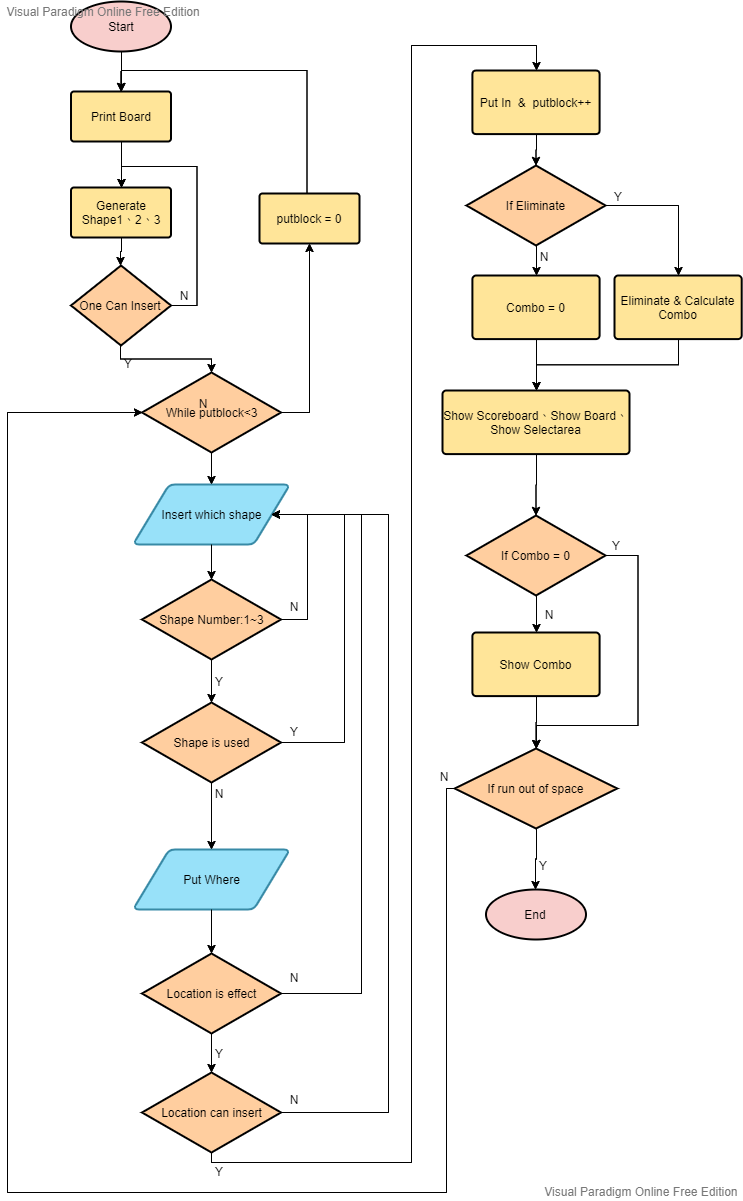 Visual Paradigm Online Free Edition
Start
Print Board
Generate
Shape1、2、3
One Can Insert
N
Y
putblock = 0
N
While putblock<3
Insert which shape
Shape Number:1~3
N
Y
Shape is used
Y
N
Put Where
Location is effect
N
Y
Location can insert
N
Y
Put In & putblock++
If Eliminate
Y
N
Combo = 0
Eliminate & Calculate
Combo
Show Scoreboard、Show Board、
Show Selectarea
If Combo = 0
Y
N
Show Combo
If run out of space
N
Y
End
Visual Paradigm Online Free Edition